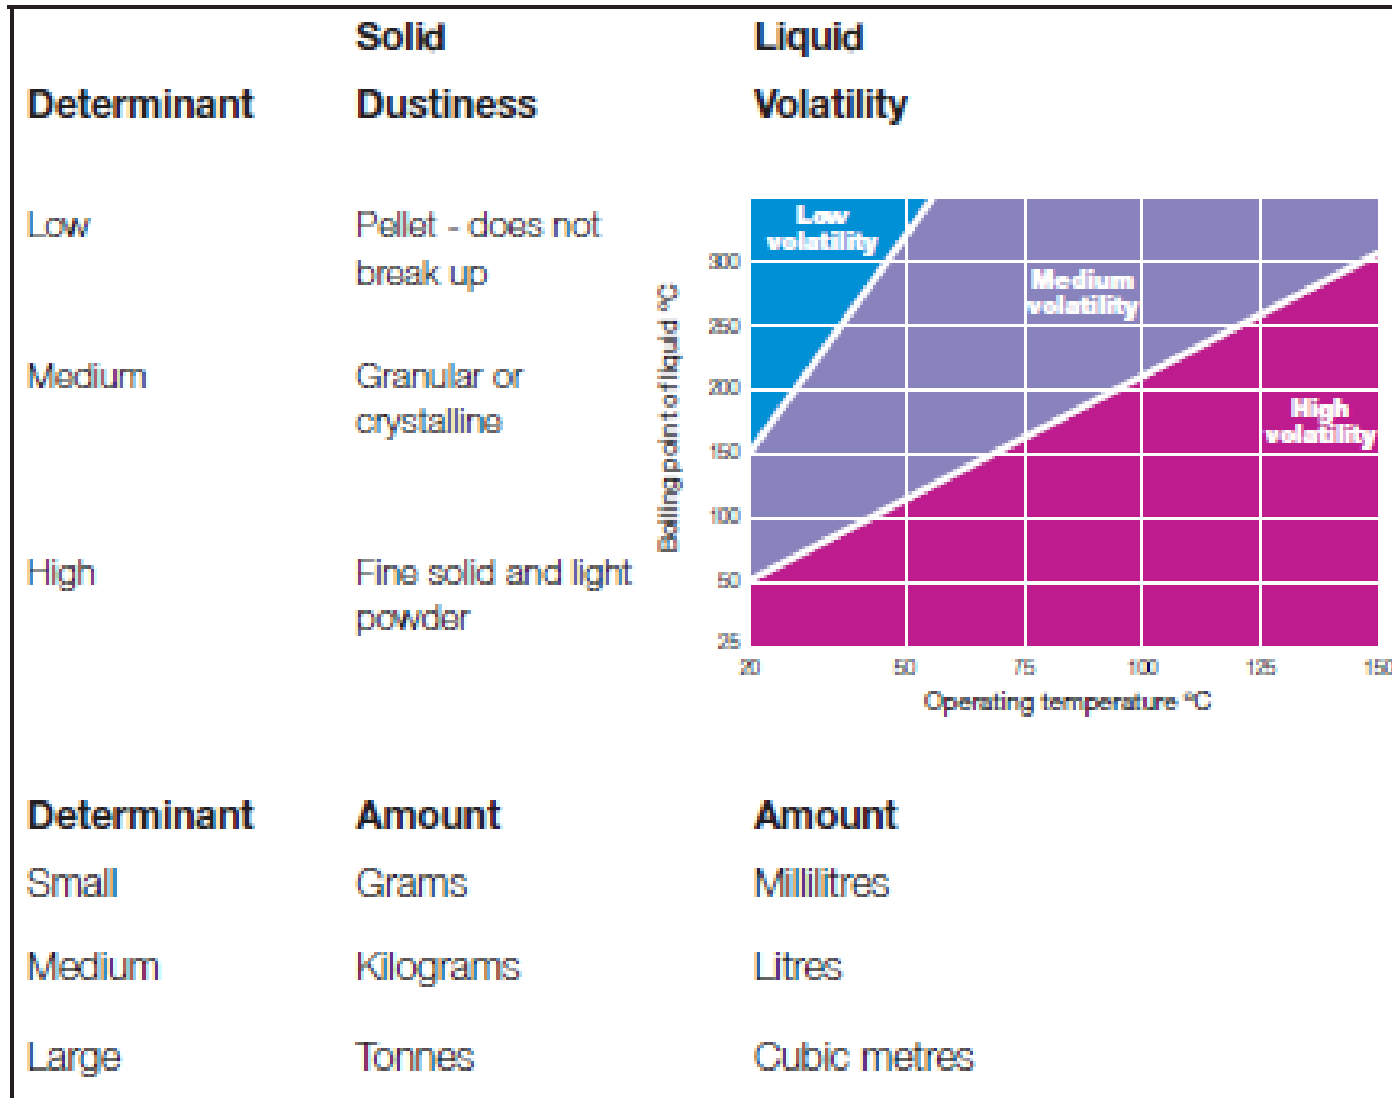 Solid Liquid
Determinant Dustiness Volatility
Low Pellet - does not
break up
Medium Granular or
crystalline
High Fine solid and light
powder
Low
volatility
Medium
volatility
High
volatility
Boiling point of liquid ºC
300
250
200
150
100
50
25
20 50 75 100 125 150
Operating temperature ºC
Determinant Amount Amount
Small Grams Millilitres
Medium Kilograms Litres
Large Tonnes Cubic metres